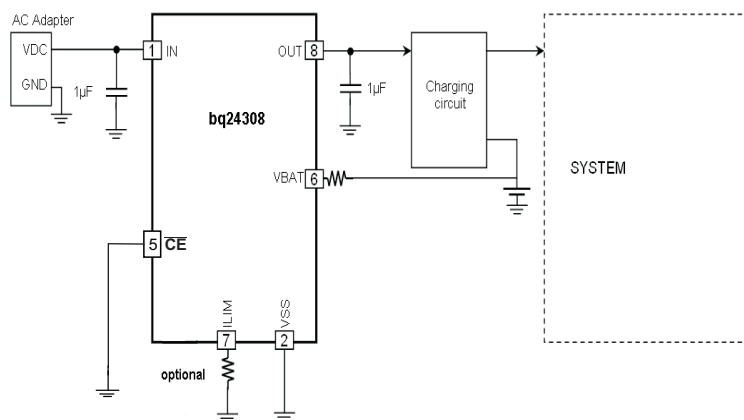 AC Adapter
VDC
GND
1µF
1 IN
OUT 8
1µF
Charging
circuit
bq24308
VBAT 6
SYSTEM
5 CE
ILIM
VSS
7
2
optional